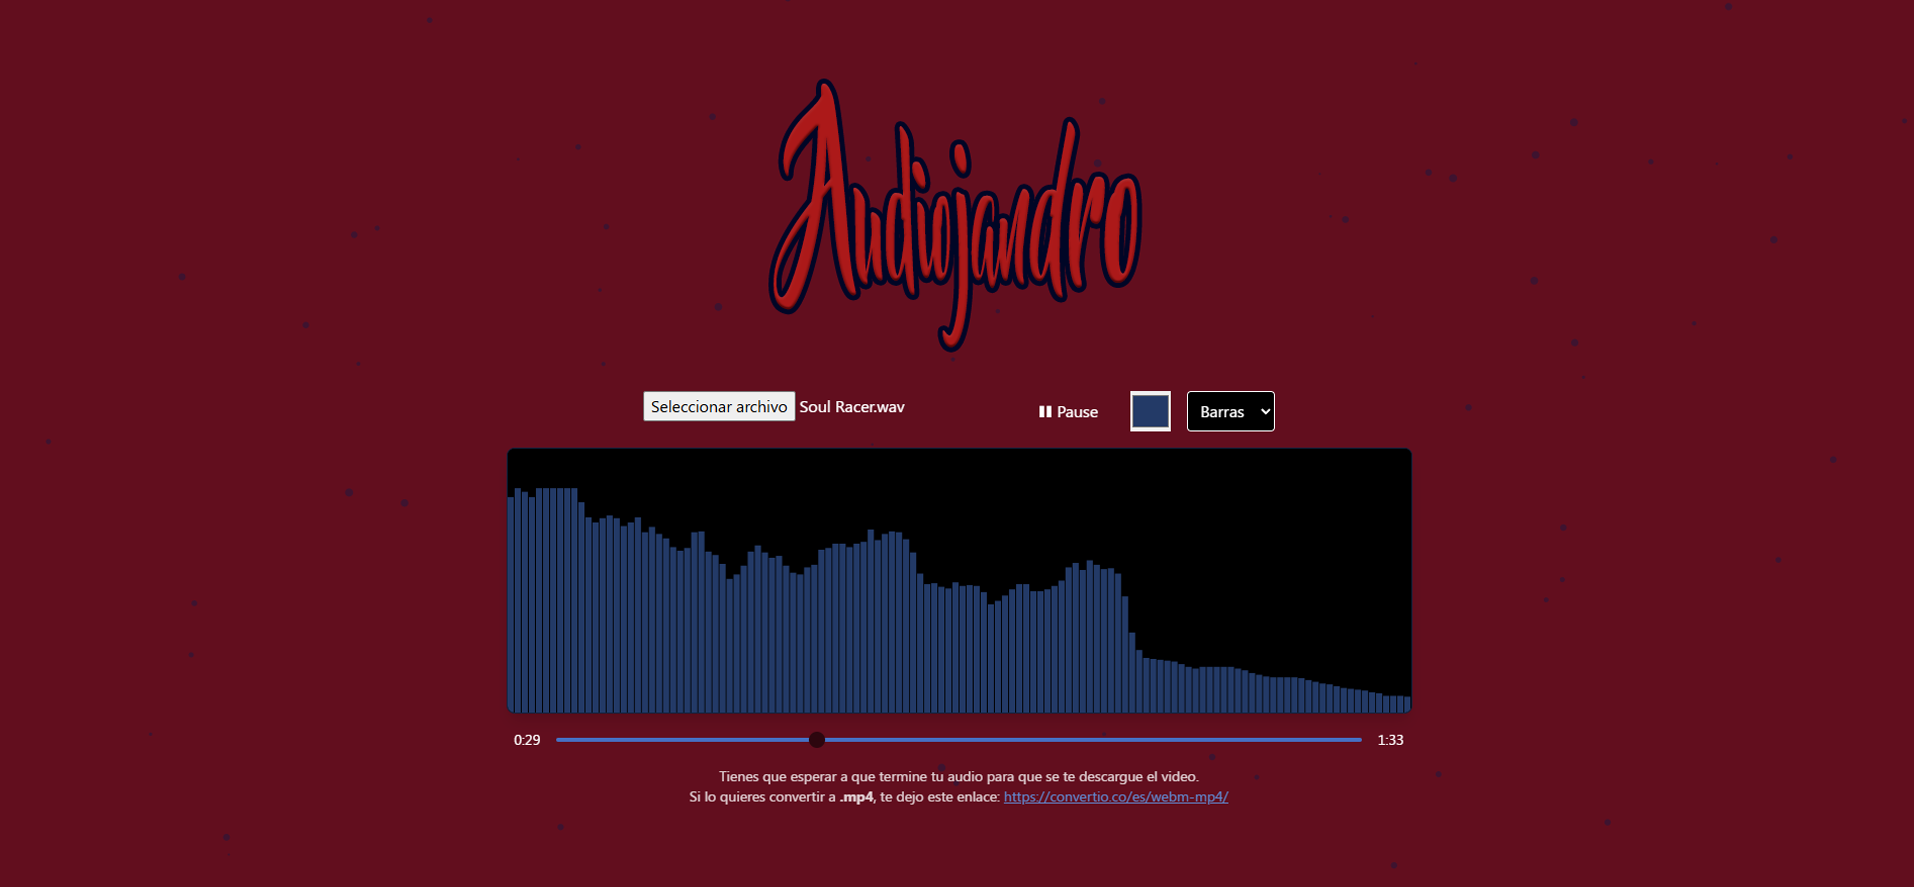 Audiojandro
Seleccionar archivo Soul Racer.wav
Pause
Barras
0:29
1:33
Tienes que esperar a que termine tu audio para que se te descargue el video.
Si lo quieres convertir a .mp4, te dejo este enlace: https://convertio.co/es/webm-mp4/